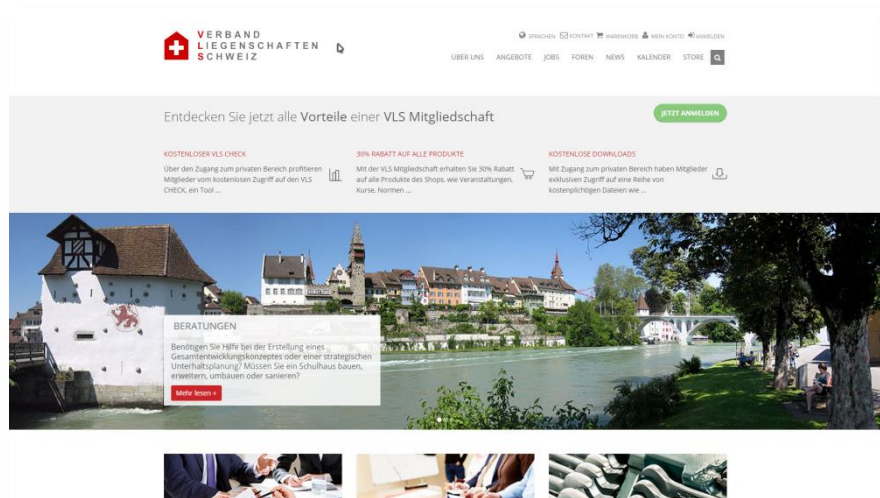 VERBAND
LIEGENSCHAFTEN
SCHWEIZ
SPRACHEN KONTAKT WARENKORB MEIN KONTO ANMELDEN
ÜBER UNS ANGEBOTE JOBS FOREN NEWS KALENDER STORE
Entdecken Sie jetzt alle Vorteile einer VLS Mitgliedschaft
JETZT ANMELDEN
KOSTENLOSER VLS CHECK
Über den Zugang zum privaten Bereich profitieren
Mitglieder vom kostenlosen Zugriff auf den VLS
CHECK, ein Tool ...
30% RABATT AUF ALLE PRODUKTE
Mit der VLS Mitgliedschaft erhalten Sie 30% Rabatt
auf alle Produkte des Shops, wie Veranstaltungen,
Kurse, Normen ...
KOSTENLOSE DOWNLOADS
Mit Zugang zum privaten Bereich haben Mitglieder
exklusiven Zugriff auf eine Reihe von
kostenplichtigen Dateien wie ...
BERATUNGEN
Benötigen Sie Hilfe bei der Erstellung eines
Gesamtentwicklungskonzeptes oder einer strategischen
Unterhaltsplanung? Müssen Sie ein Schulhaus bauen,
erweitern, umbauen oder sanieren?
Mehr lesen +